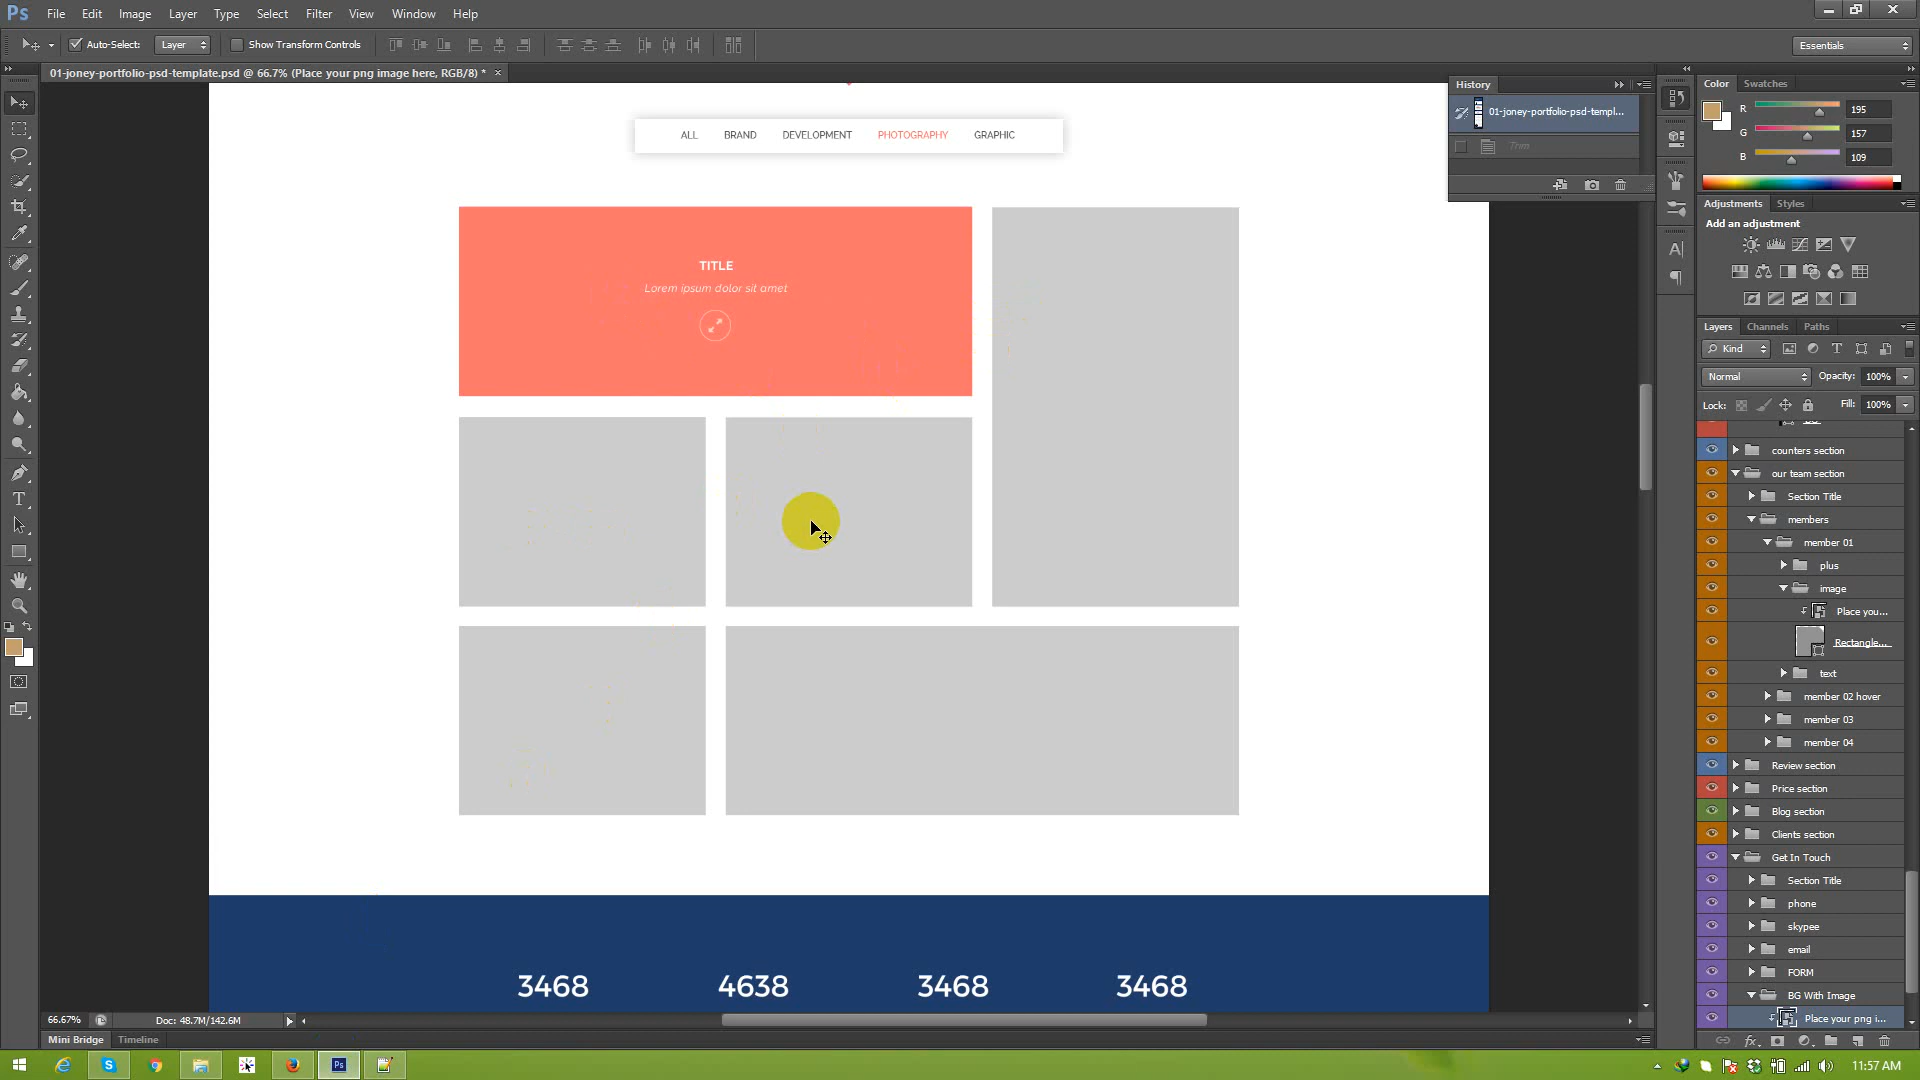 Ps File Edit Image Layer Type Select Filter View Window Help
Auto-Select: Layer Show Transform Controls Essentials
01-joney-portfolio-psd-template.psd @ 66.7% (Place your png image here, RGB/8) * ×
History
01-joney-portfolio-psd-templ...
Trim
Color Swatches
R 195
G 157
B 109
Adjustments Styles
Add an adjustment
Layers Channels Paths
Kind
Normal Opacity: 100%
Lock: Fill: 100%
counters section
our team section
Section Title
members
member 01
plus
image
Place you...
Rectangle...
text
member 02 hover
member 03
member 04
Review section
Price section
Blog section
Clients section
Get In Touch
Section Title
phone
skypee
email
FORM
BG With Image
Place your png i...
ALL BRAND DEVELOPMENT PHOTOGRAPHY GRAPHIC
TITLE
Lorem ipsum dolor sit amet
3468 4638 3468 3468
66.67% Doc: 48.7M/142.6M
Mini Bridge Timeline
11:57 AM